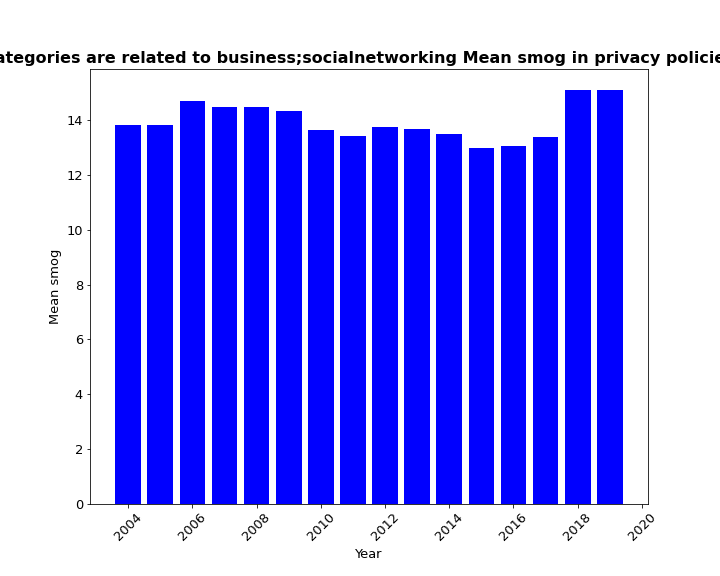 ategories are related to business;socialnetworking Mean smog in privacy policie
14
12
10
8
6
4
2
0
Mean smog
2004 2006 2008 2010 2012 2014 2016 2018 2020
Year